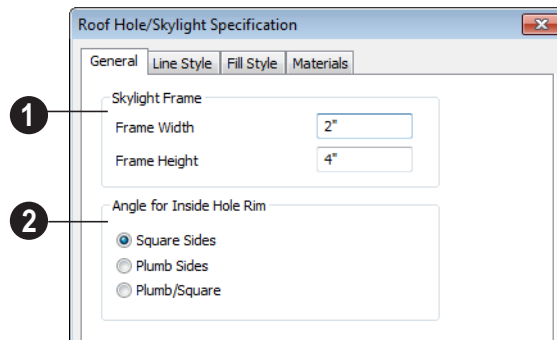 Roof Hole/Skylight Specification
General Line Style Fill Style Materials
1
Skylight Frame
Frame Width 2"
Frame Height 4"
2
Angle for Inside Hole Rim
Square Sides
Plumb Sides
Plumb/Square